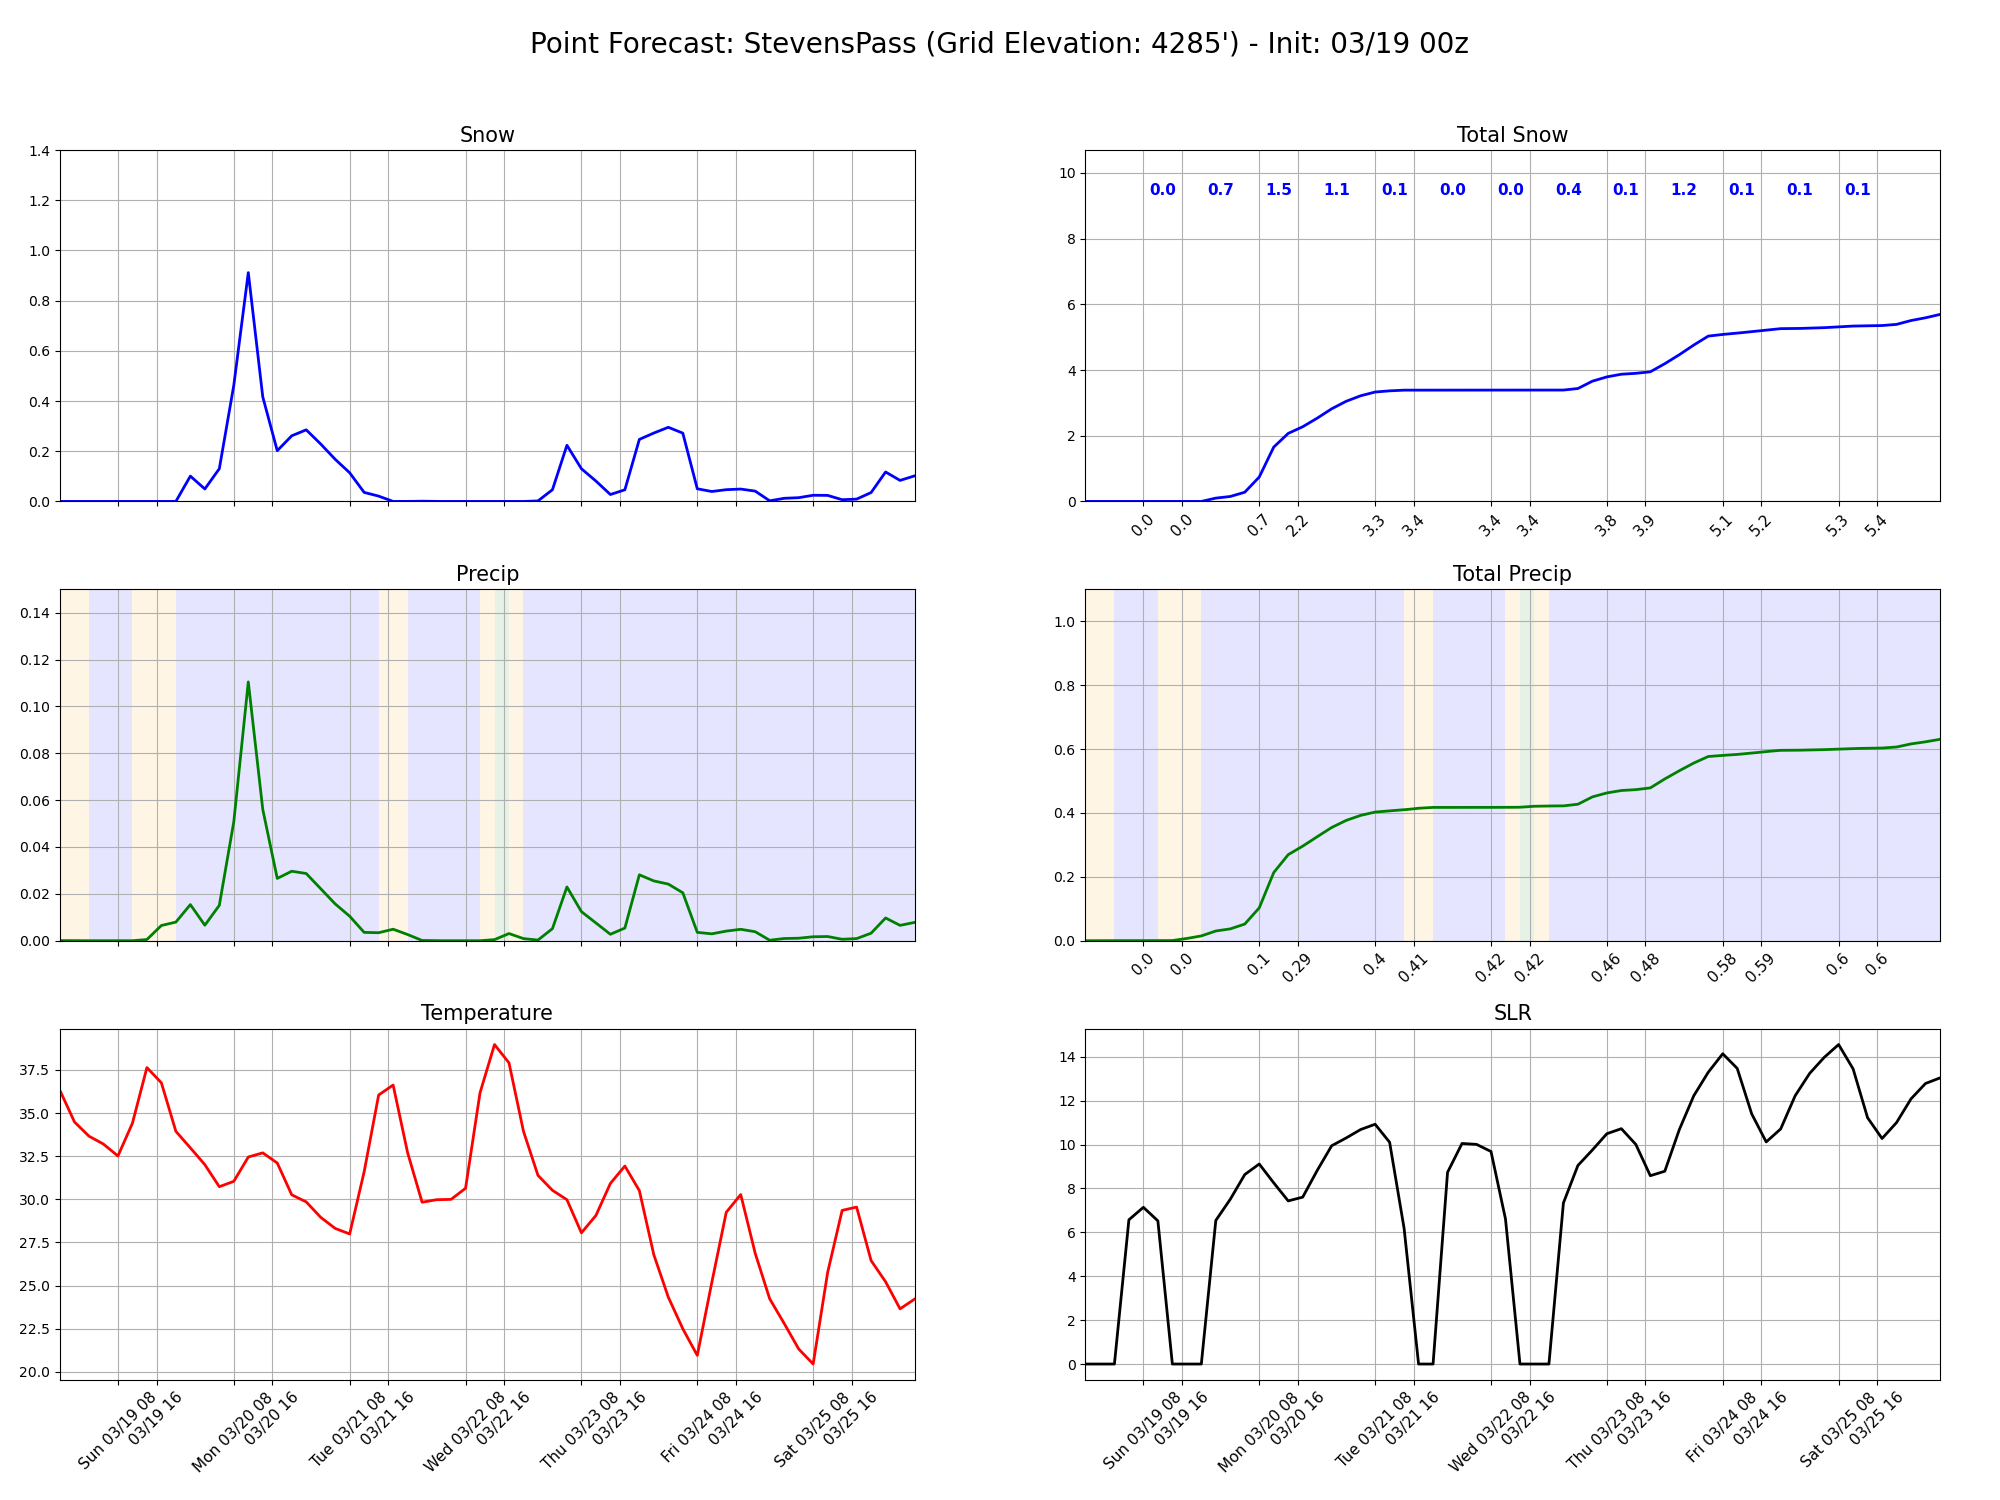 Point Forecast: StevensPass (Grid Elevation: 4285') - Init: 03/19 00z
Snow
1.4
1.2
1.0
0.8
0.6
0.4
0.2
0.0
Total Snow
10
8
6
4
2
0
0.0 0.7 1.5 1.1 0.1 0.0 0.0 0.4 0.1 1.2 0.1 0.1 0.1
0.0 0.0 0.7 2.2 3.3 3.4 3.4 3.4 3.8 3.9 5.1 5.2 5.3 5.4
Precip
0.14
0.12
0.10
0.08
0.06
0.04
0.02
0.00
Total Precip
1.0
0.8
0.6
0.4
0.2
0.0
0.0 0.0 0.1 0.29 0.4 0.41 0.42 0.42 0.46 0.48 0.58 0.59 0.6 0.6
Temperature
37.5
35.0
32.5
30.0
27.5
25.0
22.5
20.0
Sun 03/19 08
03/19 16
Mon 03/20 08
03/20 16
Tue 03/21 08
03/21 16
Wed 03/22 08
03/22 16
Thu 03/23 08
03/23 16
Fri 03/24 08
03/24 16
Sat 03/25 08
03/25 16
SLR
14
12
10
8
6
4
2
0
Sun 03/19 08
03/19 16
Mon 03/20 08
03/20 16
Tue 03/21 08
03/21 16
Wed 03/22 08
03/22 16
Thu 03/23 08
03/23 16
Fri 03/24 08
03/24 16
Sat 03/25 08
03/25 16